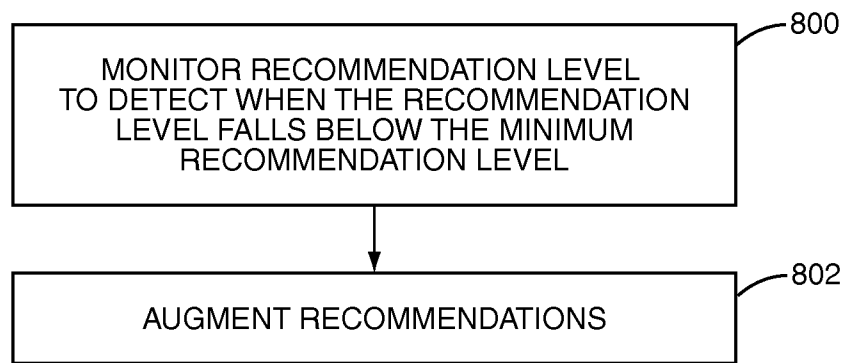 800
MONITOR RECOMMENDATION LEVEL
TO DETECT WHEN THE RECOMMENDATION
LEVEL FALLS BELOW THE MINIMUM
RECOMMENDATION LEVEL
802
AUGMENT RECOMMENDATIONS